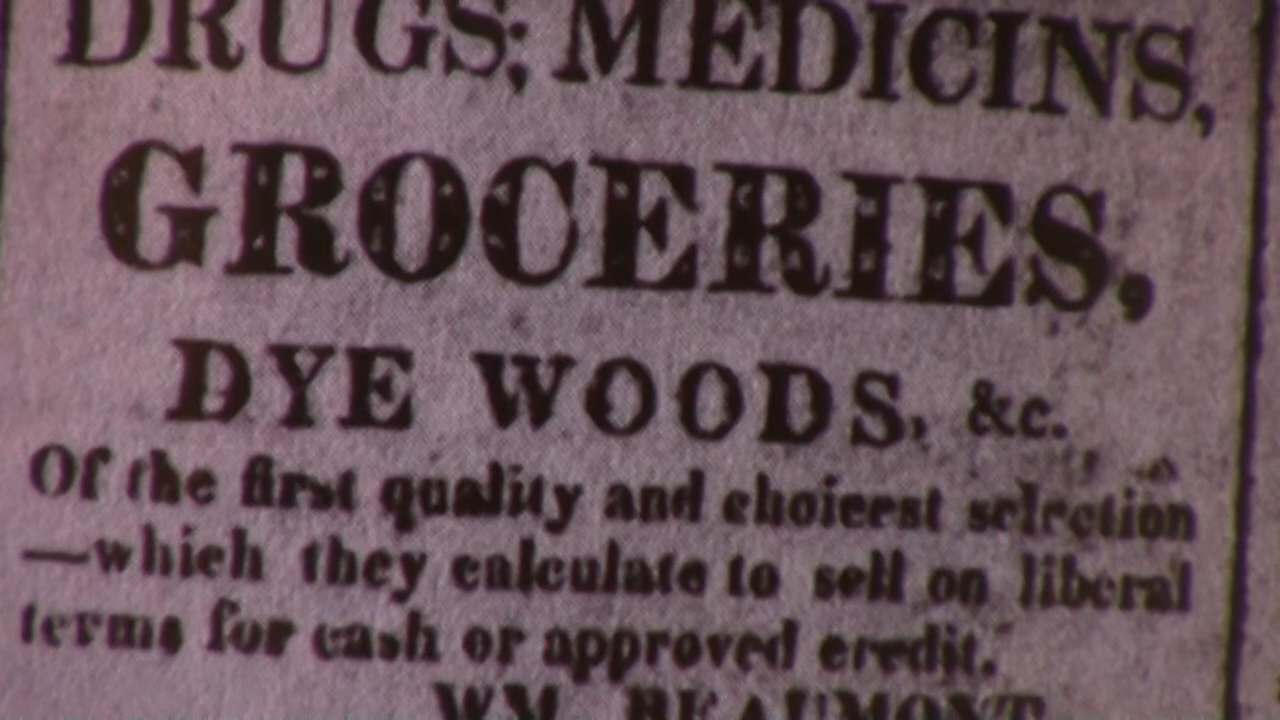 DRUGS; MEDICINS,
GROCERIES,
DYE WOODS, &c.
Of the first quality and choicest selection
—which they calculate to sell on liberal
terms for cash or approved credit.
WM. BEAUMONT